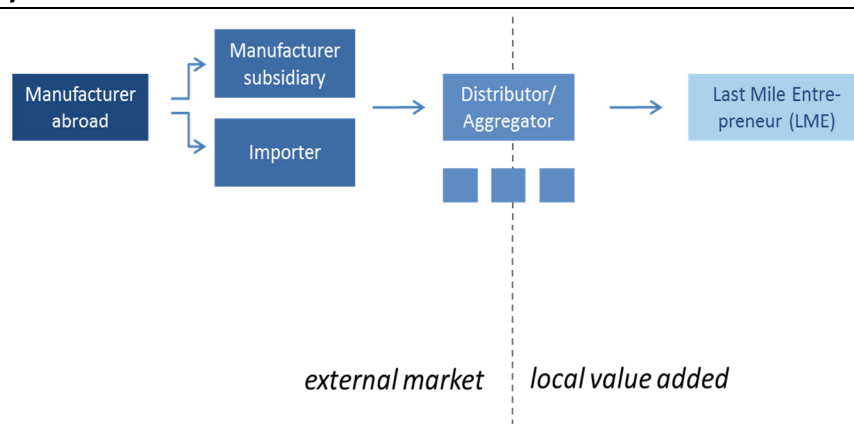 Manufacturer
abroad
Manufacturer
subsidiary
Importer
Distributor/
Aggregator
Last Mile Entre-
preneur (LME)
external market
local value added